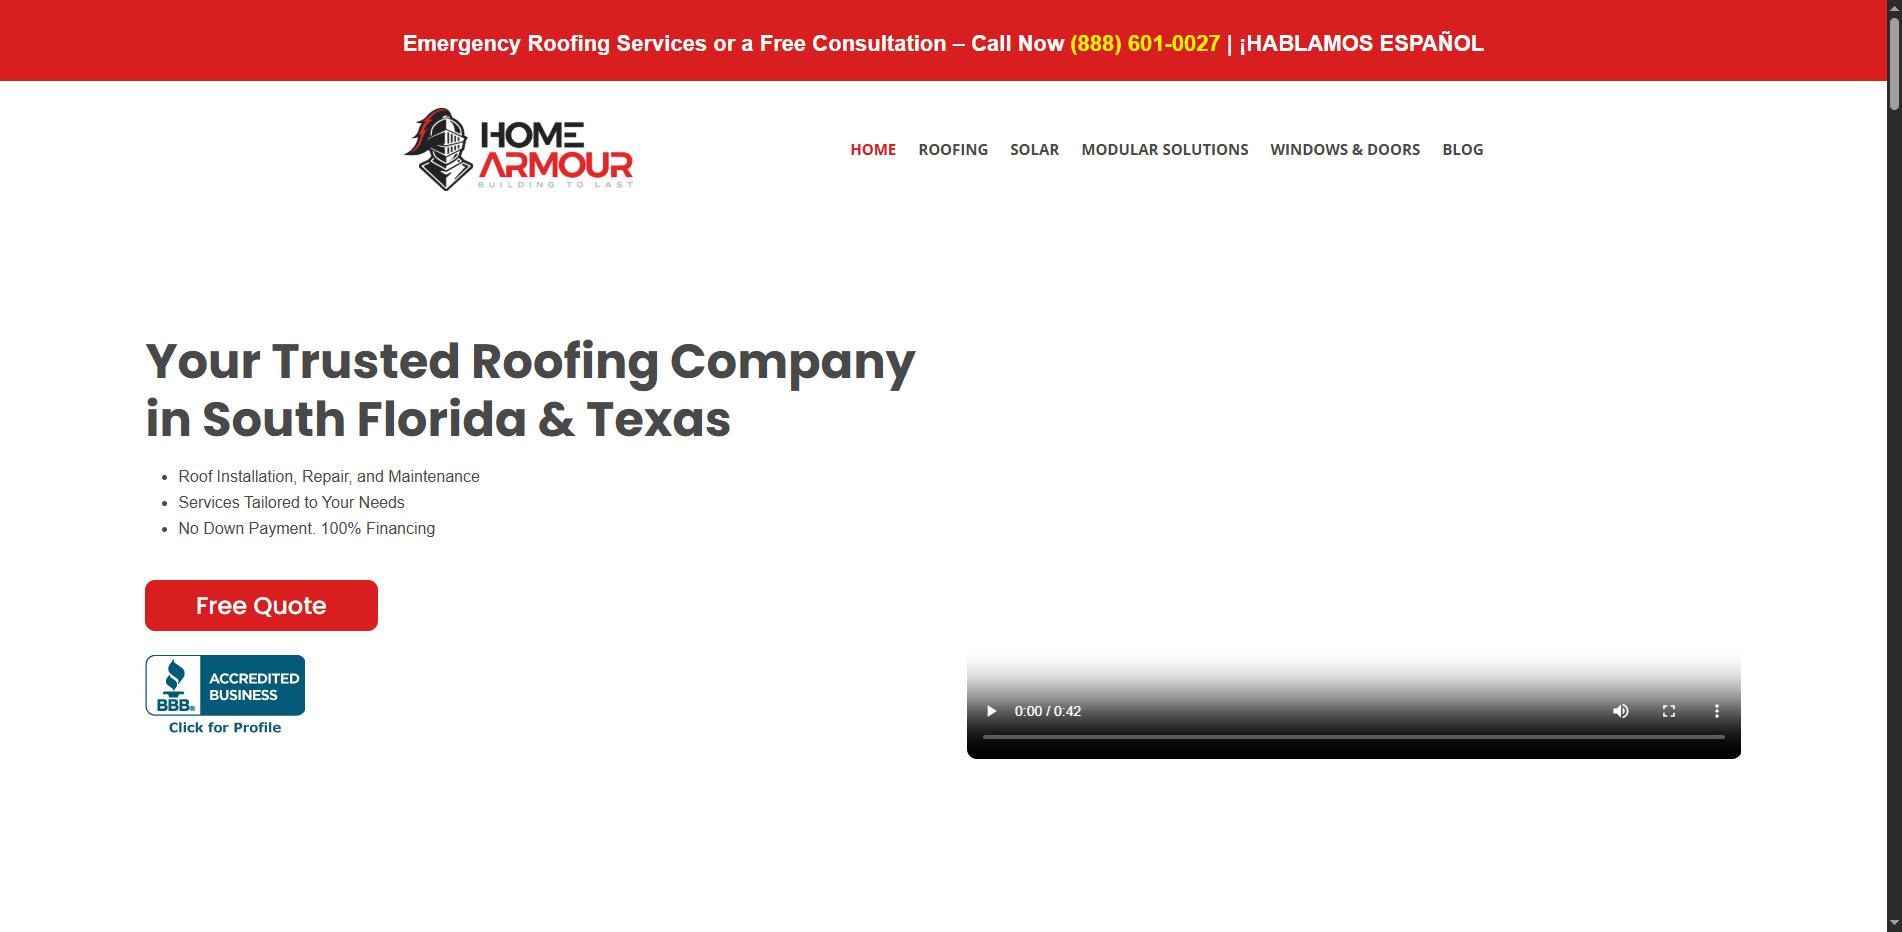 Emergency Roofing Services or a Free Consultation – Call Now (888) 601-0027 | ¡HABLAMOS ESPAÑOL
HOME
ARMOUR
BUILDING TO LAST
HOME ROOFING SOLAR MODULAR SOLUTIONS WINDOWS & DOORS BLOG
Your Trusted Roofing Company
in South Florida & Texas
• Roof Installation, Repair, and Maintenance
• Services Tailored to Your Needs
• No Down Payment. 100% Financing
Free Quote
BBB®
ACCREDITED
BUSINESS
Click for Profile
0:00 / 0:42